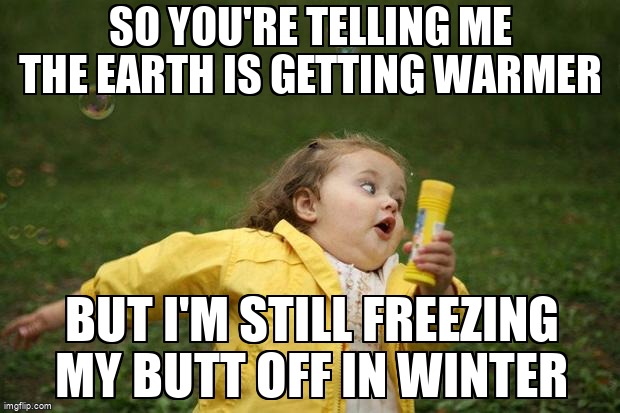 SO YOU'RE TELLING ME
THE EARTH IS GETTING WARMER
BUT I'M STILL FREEZING
MY BUTT OFF IN WINTER
imgflip.com